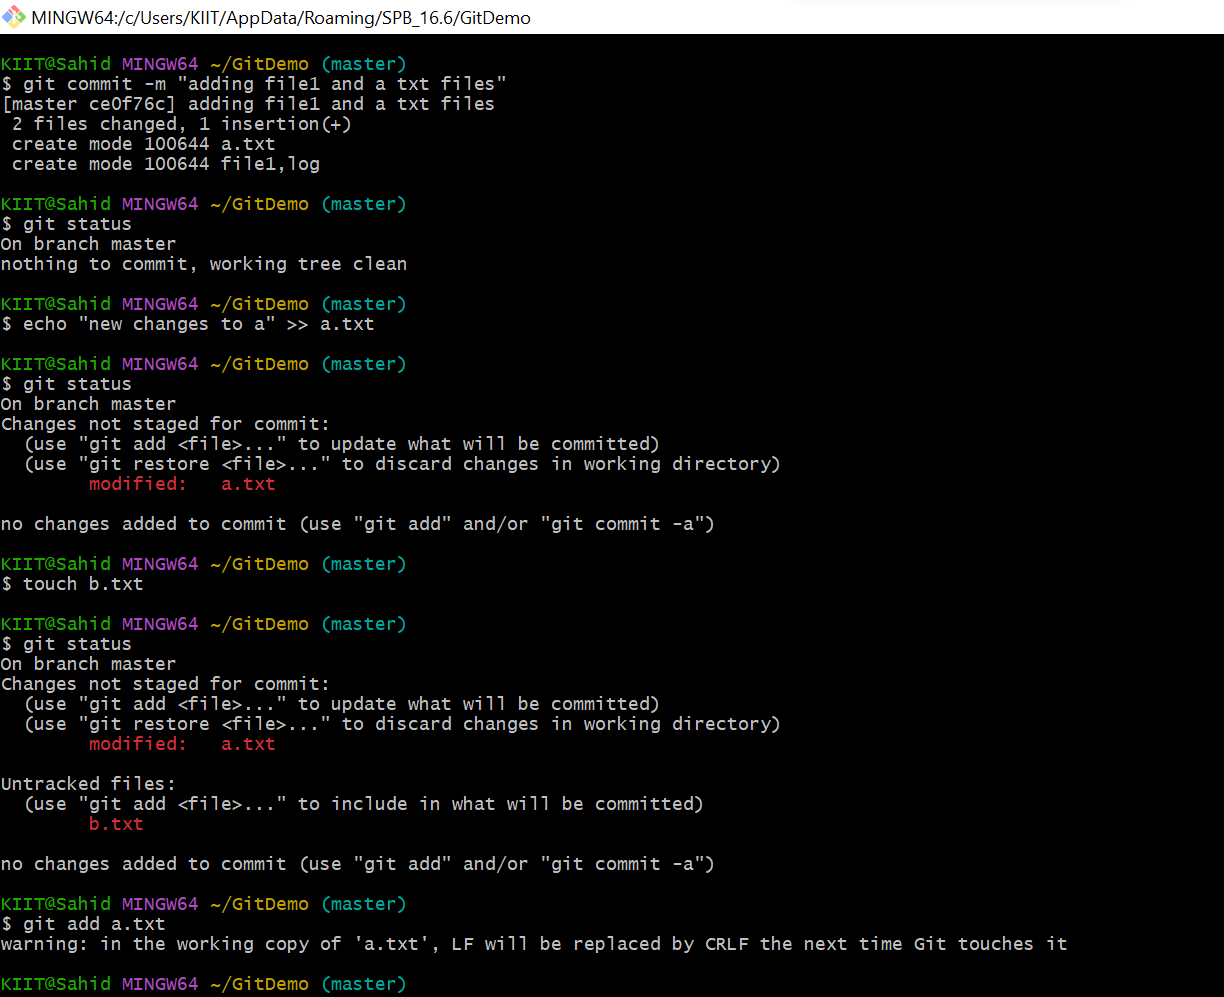 MINGW64:/c/Users/KIIT/AppData/Roaming/SPB_16.6/GitDemo
KIIT@Sahid MINGW64 ~/GitDemo (master)
$ git commit -m "adding file1 and a txt files"
[master ce0f76c] adding file1 and a txt files
 2 files changed, 1 insertion(+)
 create mode 100644 a.txt
 create mode 100644 file1,log
KIIT@Sahid MINGW64 ~/GitDemo (master)
$ git status
On branch master
nothing to commit, working tree clean
KIIT@Sahid MINGW64 ~/GitDemo (master)
$ echo "new changes to a" >> a.txt
KIIT@Sahid MINGW64 ~/GitDemo (master)
$ git status
On branch master
Changes not staged for commit:
  (use "git add <file>..." to update what will be committed)
  (use "git restore <file>..." to discard changes in working directory)
        modified:   a.txt
no changes added to commit (use "git add" and/or "git commit -a")
KIIT@Sahid MINGW64 ~/GitDemo (master)
$ touch b.txt
KIIT@Sahid MINGW64 ~/GitDemo (master)
$ git status
On branch master
Changes not staged for commit:
  (use "git add <file>..." to update what will be committed)
  (use "git restore <file>..." to discard changes in working directory)
        modified:   a.txt
Untracked files:
  (use "git add <file>..." to include in what will be committed)
        b.txt
no changes added to commit (use "git add" and/or "git commit -a")
KIIT@Sahid MINGW64 ~/GitDemo (master)
$ git add a.txt
warning: in the working copy of 'a.txt', LF will be replaced by CRLF the next time Git touches it
KIIT@Sahid MINGW64 ~/GitDemo (master)